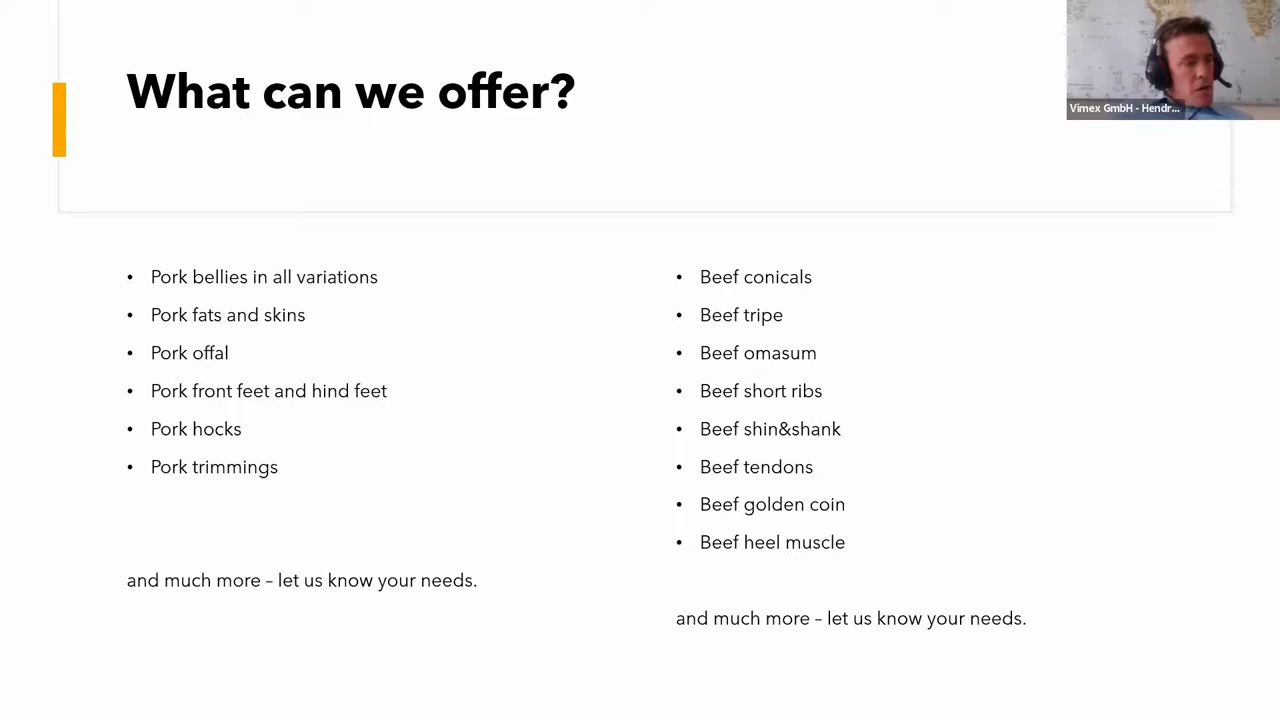 What can we offer?
Vimex GmbH - Hendr...
• Pork bellies in all variations
• Pork fats and skins
• Pork offal
• Pork front feet and hind feet
• Pork hocks
• Pork trimmings
and much more – let us know your needs.
• Beef conicals
• Beef tripe
• Beef omasum
• Beef short ribs
• Beef shin&shank
• Beef tendons
• Beef golden coin
• Beef heel muscle
and much more – let us know your needs.